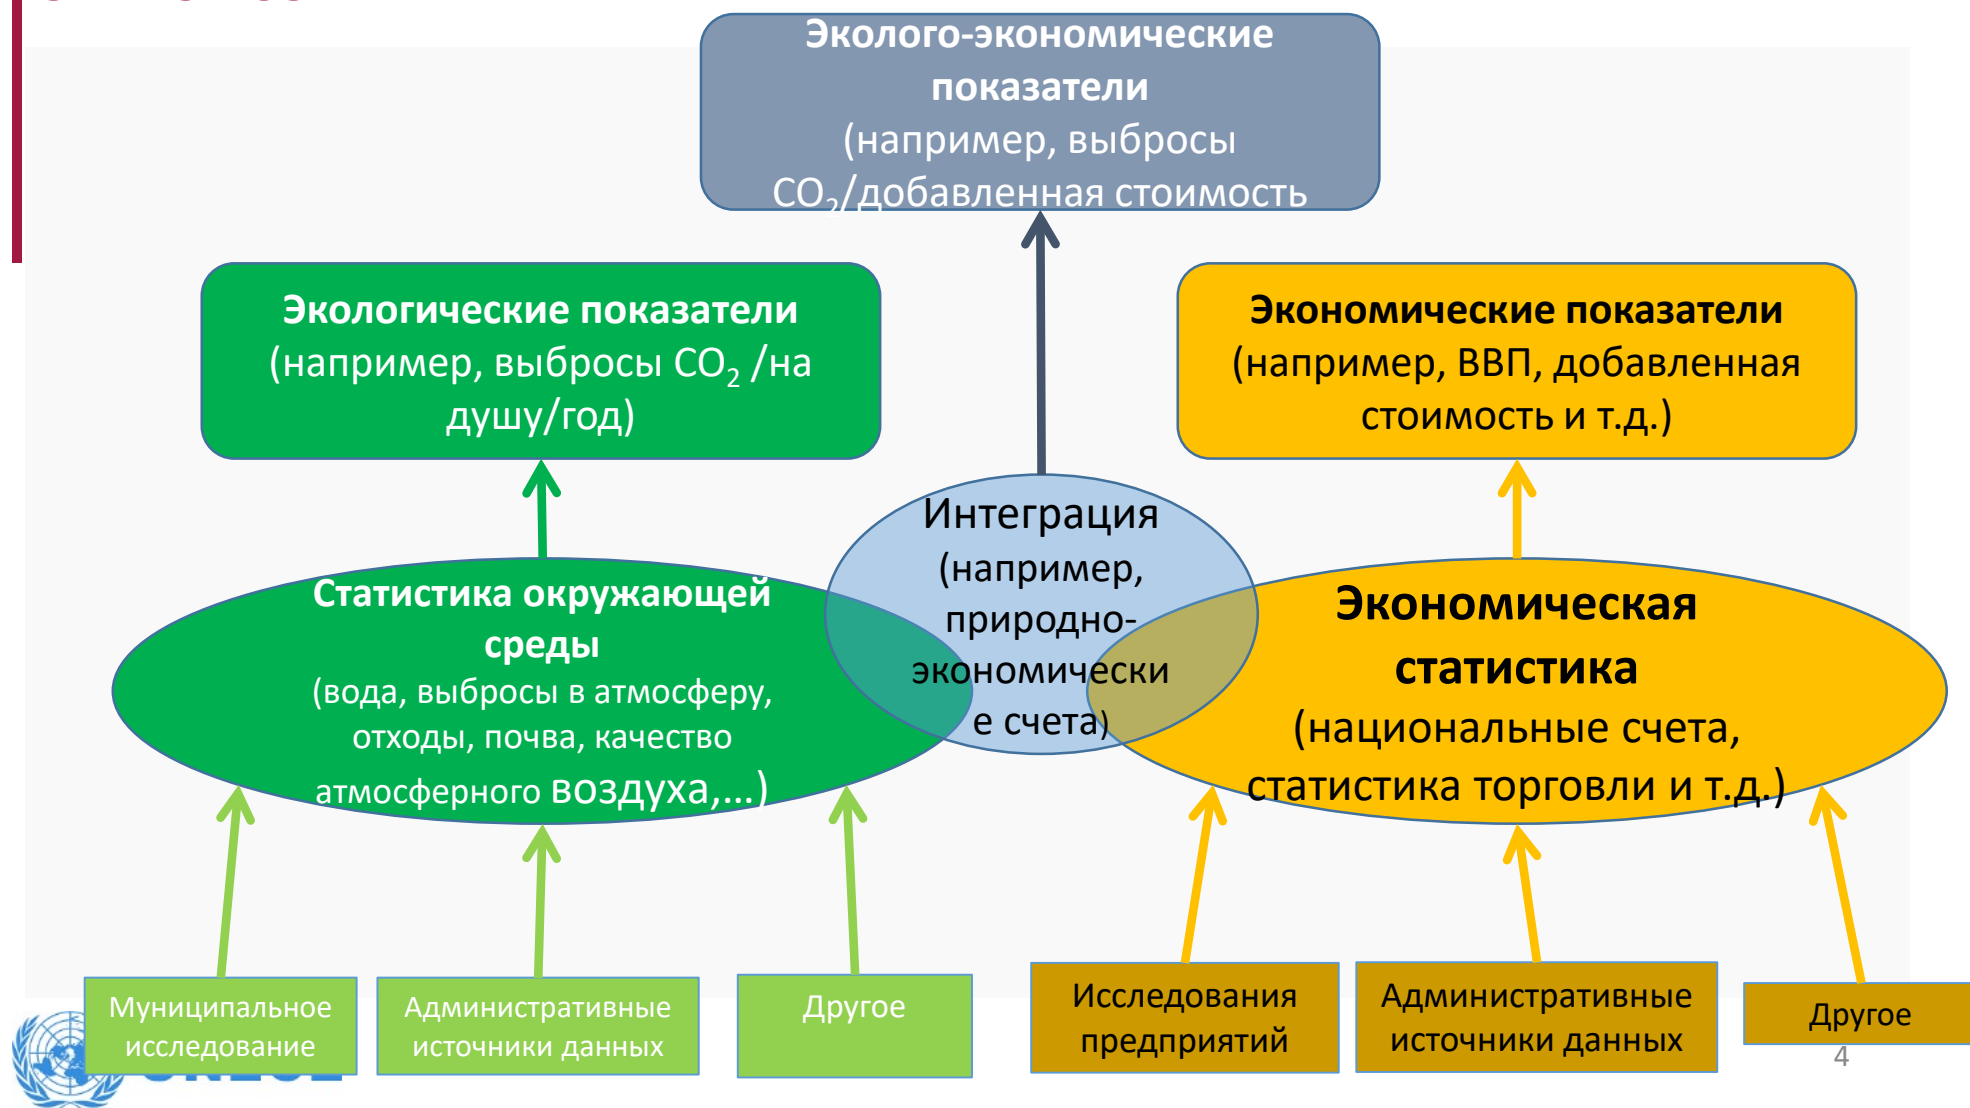 Эколого-экономические
показатели
(например, выбросы
CO₂/добавленная стоимость
Экологические показатели
(например, выбросы CO₂ /на
душу/год)
Экономические показатели
(например, ВВП, добавленная
стоимость и т.д.)
Интеграция
(например,
природно-
экономически
е счета)
Статистика окружающей
среды
(вода, выбросы в атмосферу,
отходы, почва, качество
атмосферного воздуха,...)
Экономическая
статистика
(национальные счета,
статистика торговли и т.д.)
Муниципальное
исследование
Административные
источники данных
Другое
Исследования
предприятий
Административные
источники данных
Другое
4